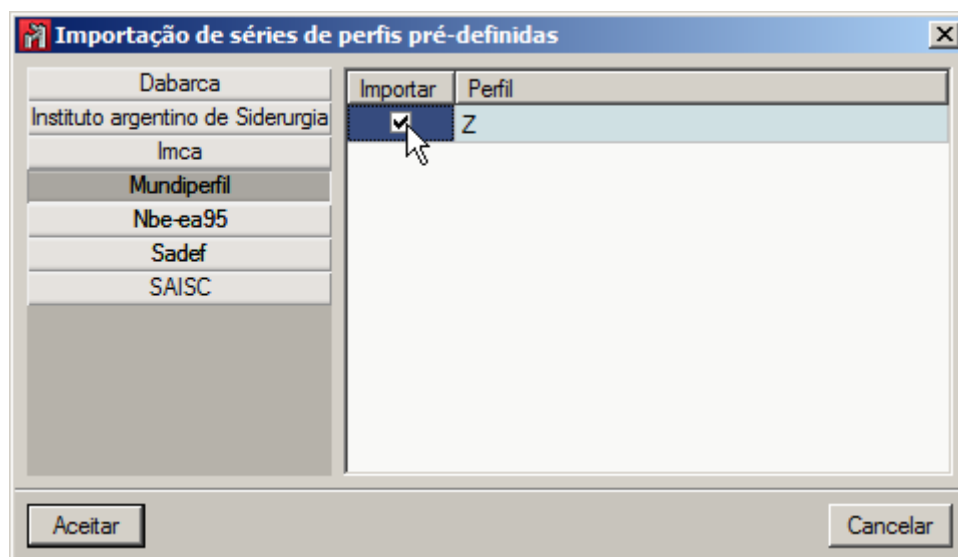 Importação de séries de perfis pré-definidas
Dabarca
Instituto argentino de Siderurgia
Imca
Mundiperfil
Nbe-ea95
Sadef
SAISC
Importar Perfil
Z
Aceitar
Cancelar